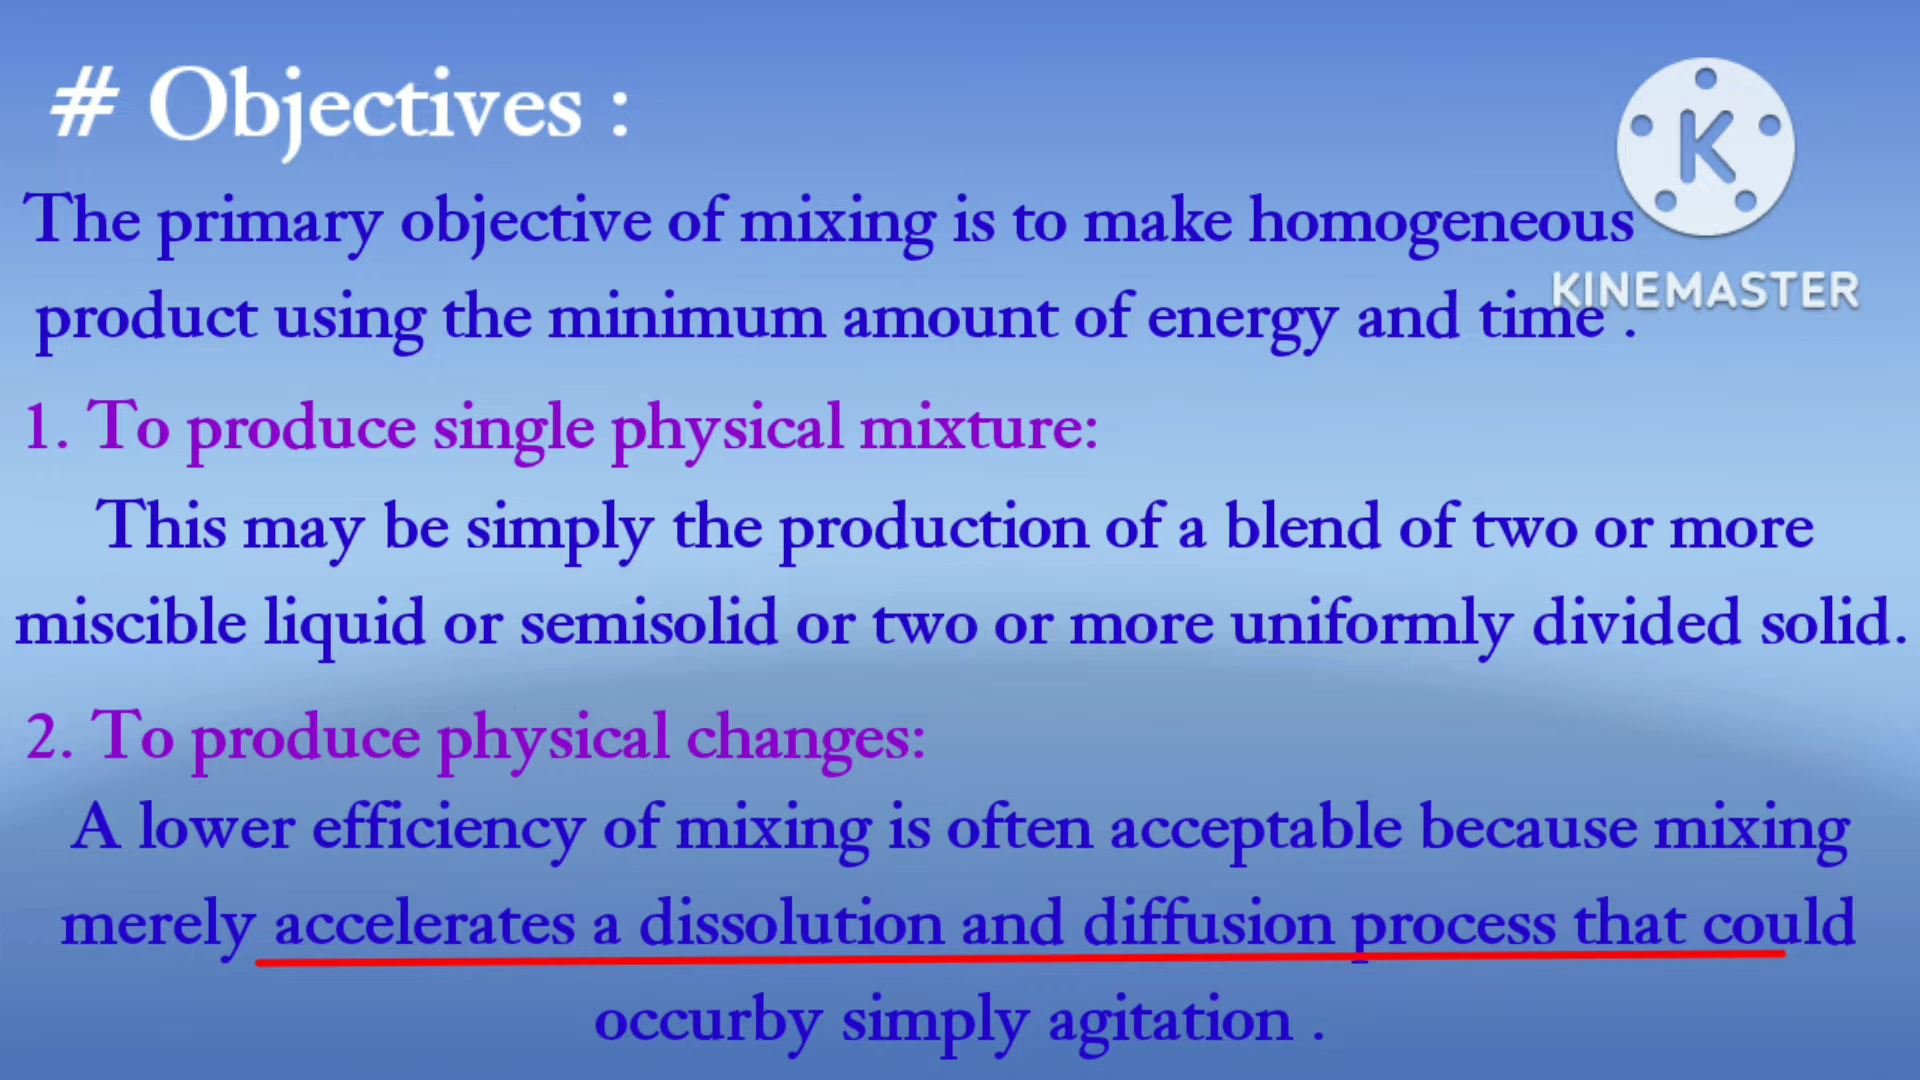 # Objectives :
K
KINEMASTER
The primary objective of mixing is to make homogeneous
product using the minimum amount of energy and time .
1. To produce single physical mixture:
This may be simply the production of a blend of two or more
miscible liquid or semisolid or two or more uniformly divided solid.
2. To produce physical changes:
A lower efficiency of mixing is often acceptable because mixing
merely accelerates a dissolution and diffusion process that could
occurby simply agitation .